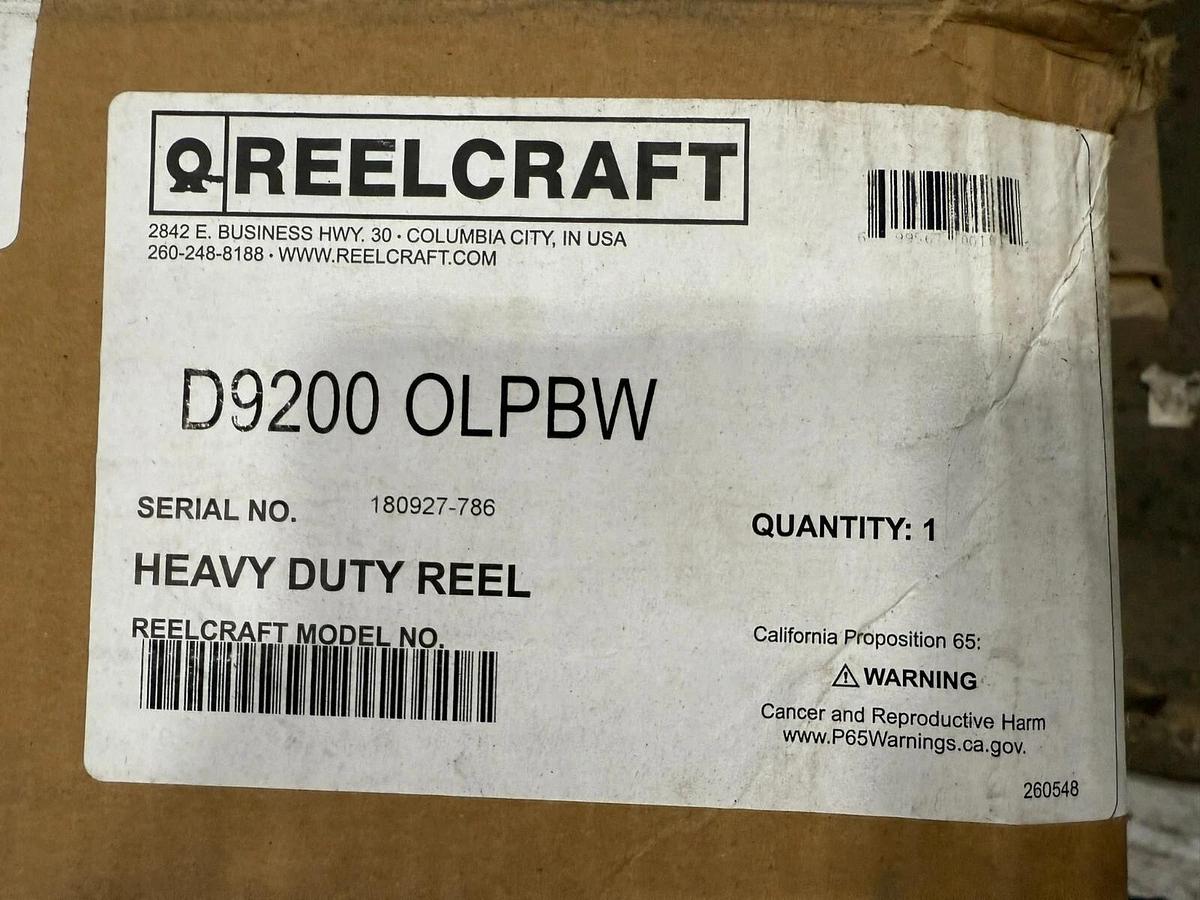 REELCRAFT
2842 E. BUSINESS HWY. 30 · COLUMBIA CITY, IN USA
260-248-8188 · WWW.REELCRAFT.COM
D9200 OLPBW
SERIAL NO. 180927-786
QUANTITY: 1
HEAVY DUTY REEL
REELCRAFT MODEL NO.
California Proposition 65:
⚠ WARNING
Cancer and Reproductive Harm
www.P65Warnings.ca.gov.
260548